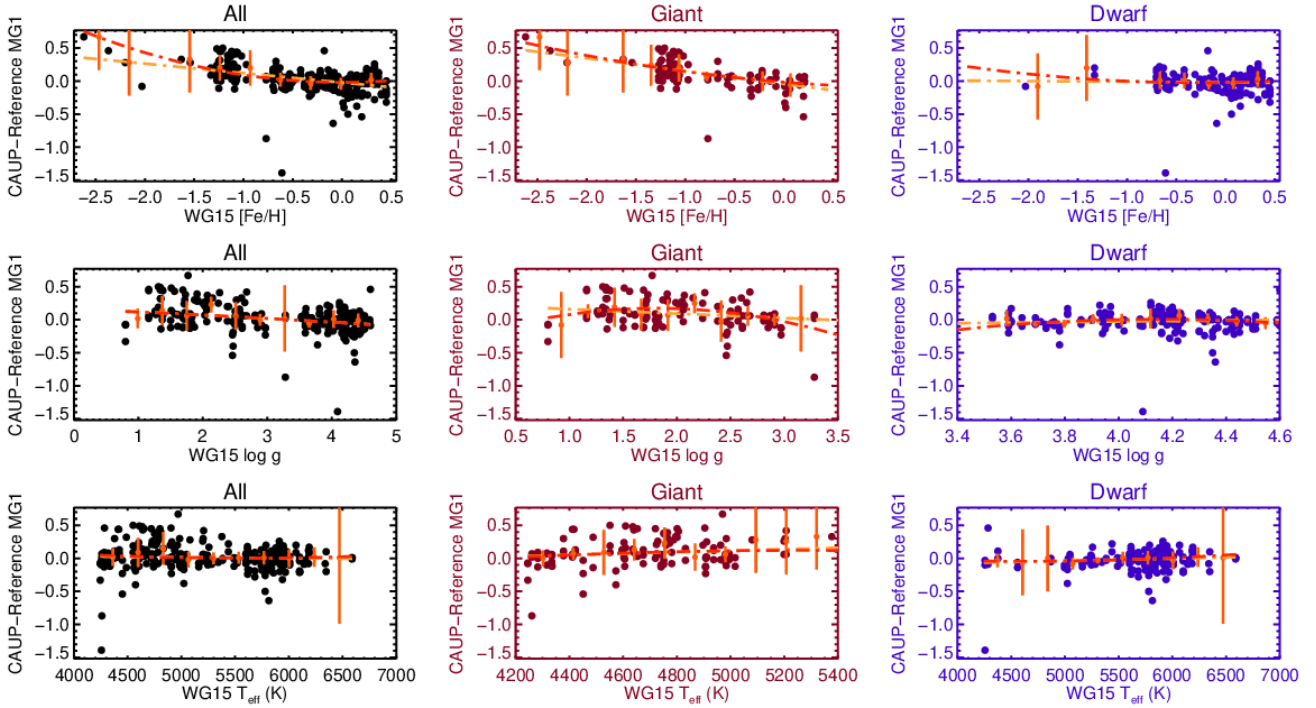 All
Giant
Dwarf
CAUP−Reference MG1
0.5
0.0
−0.5
−1.0
−1.5
−2.5 −2.0 −1.5 −1.0 −0.5 0.0 0.5
WG15 [Fe/H]
CAUP−Reference MG1
0.5
0.0
−0.5
−1.0
−1.5
−2.5 −2.0 −1.5 −1.0 −0.5 0.0 0.5
WG15 [Fe/H]
CAUP−Reference MG1
0.5
0.0
−0.5
−1.0
−1.5
−2.5 −2.0 −1.5 −1.0 −0.5 0.0 0.5
WG15 [Fe/H]
All
Giant
Dwarf
CAUP−Reference MG1
0.5
0.0
−0.5
−1.0
−1.5
0 1 2 3 4 5
WG15 log g
CAUP−Reference MG1
0.5
0.0
−0.5
−1.0
−1.5
0.5 1.0 1.5 2.0 2.5 3.0 3.5
WG15 log g
CAUP−Reference MG1
0.5
0.0
−0.5
−1.0
−1.5
3.4 3.6 3.8 4.0 4.2 4.4 4.6
WG15 log g
All
Giant
Dwarf
CAUP−Reference MG1
0.5
0.0
−0.5
−1.0
−1.5
4000 4500 5000 5500 6000 6500 7000
WG15 Teff (K)
CAUP−Reference MG1
0.5
0.0
−0.5
−1.0
−1.5
4200 4400 4600 4800 5000 5200 5400
WG15 Teff (K)
CAUP−Reference MG1
0.5
0.0
−0.5
−1.0
−1.5
4000 4500 5000 5500 6000 6500 7000
WG15 Teff (K)